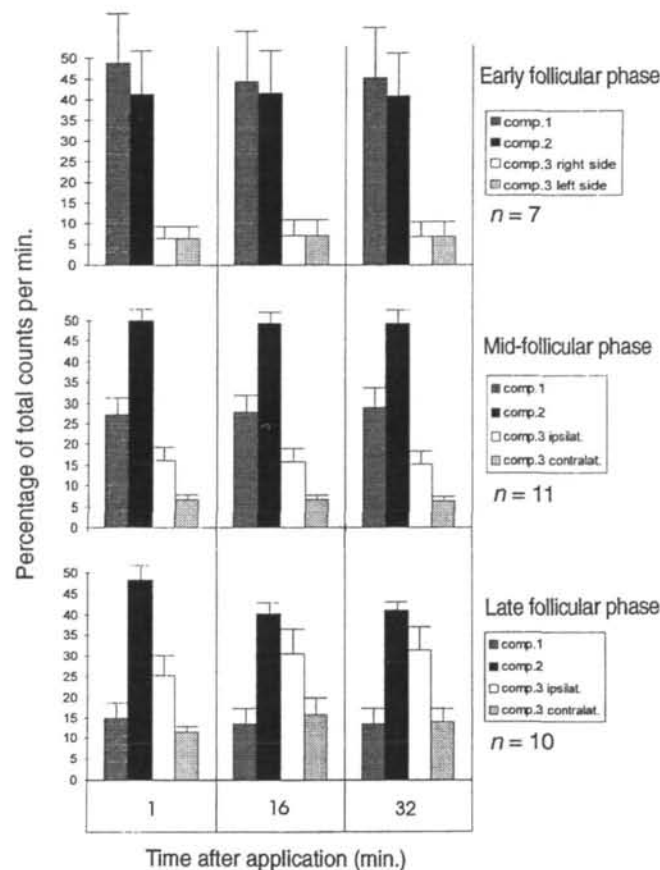 Percentage of total counts per min.
50
45
40
35
30
25
20
15
10
5
0
Early follicular phase
comp.1
comp.2
comp.3 right side
comp.3 left side
n = 7
50
45
40
35
30
25
20
15
10
5
0
Mid-follicular phase
comp.1
comp.2
comp.3 ipsilat.
comp.3 contralat.
n = 11
50
45
40
35
30
25
20
15
10
5
0
Late follicular phase
comp.1
comp.2
comp.3 ipsilat.
comp.3 contralat.
n = 10
1 16 32
Time after application (min.)